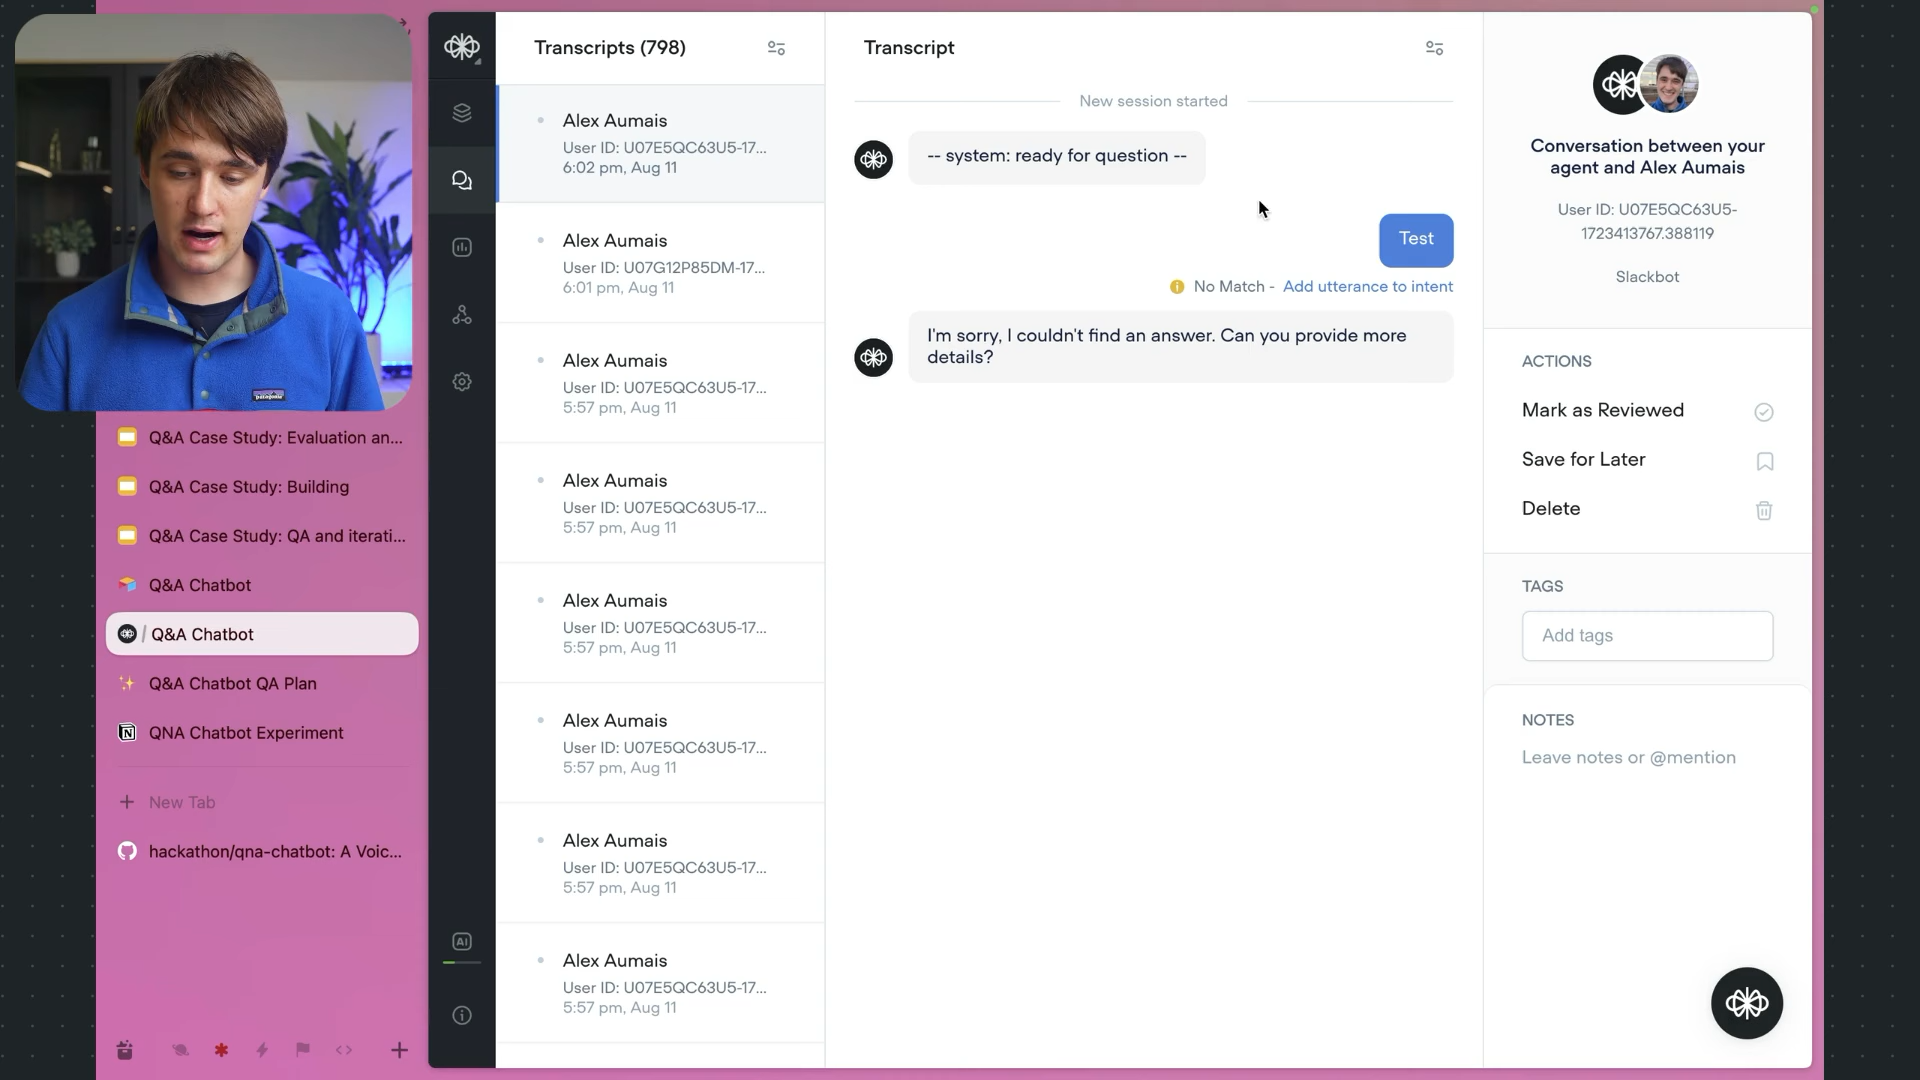 Q&A Case Study: Evaluation an...
Q&A Case Study: Building
Q&A Case Study: QA and iterati...
Q&A Chatbot
/ Q&A Chatbot
Q&A Chatbot QA Plan
QNA Chatbot Experiment
New Tab
hackathon/qna-chatbot: A Voic...
AI
Transcripts (798)
Alex Aumais
User ID: U07E5QC63U5-17...
6:02 pm, Aug 11
Alex Aumais
User ID: U07G12P85DM-17...
6:01 pm, Aug 11
Alex Aumais
User ID: U07E5QC63U5-17...
5:57 pm, Aug 11
Alex Aumais
User ID: U07E5QC63U5-17...
5:57 pm, Aug 11
Alex Aumais
User ID: U07E5QC63U5-17...
5:57 pm, Aug 11
Alex Aumais
User ID: U07E5QC63U5-17...
5:57 pm, Aug 11
Alex Aumais
User ID: U07E5QC63U5-17...
5:57 pm, Aug 11
Alex Aumais
User ID: U07E5QC63U5-17...
5:57 pm, Aug 11
Transcript
New session started
-- system: ready for question --
Test
No Match - Add utterance to intent
I'm sorry, I couldn't find an answer. Can you provide more
details?
Conversation between your
agent and Alex Aumais
User ID: U07E5QC63U5-
1723413767.388119
Slackbot
ACTIONS
Mark as Reviewed
Save for Later
Delete
TAGS
Add tags
NOTES
Leave notes or @mention
patagonia